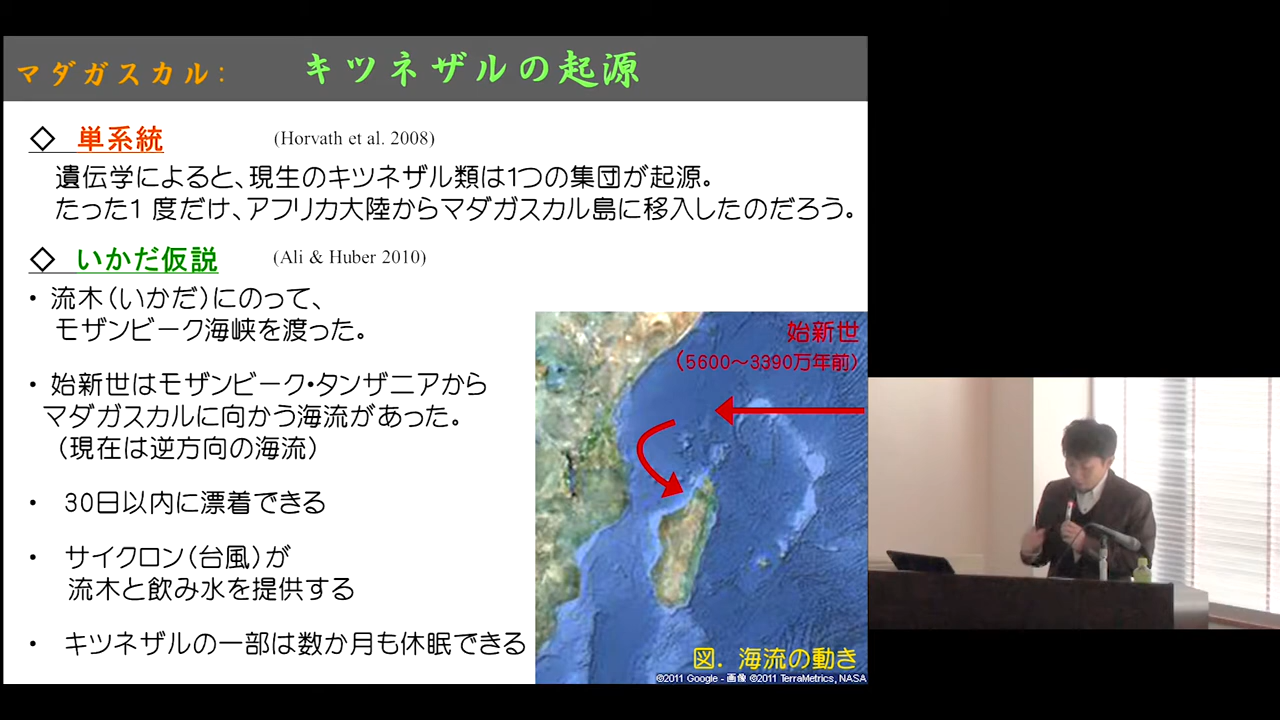 マダガスカル: キツネザルの起源
◇ 単系統 (Horvath et al. 2008)
遺伝学によると、現生のキツネザル類は1つの集団が起源。
たった1度だけ、アフリカ大陸からマダガスカル島に移入したのだろう。
◇ いかだ仮説 (Ali & Huber 2010)
・ 流木(いかだ)にのって、
モザンビーク海峡を渡った。
・ 始新世はモザンビーク・タンザニアから
マダガスカルに向かう海流があった。
(現在は逆方向の海流)
・ 30日以内に漂着できる
・ サイクロン(台風)が
流木と飲み水を提供する
・ キツネザルの一部は数か月も休眠できる
始新世
(5600〜3390万年前)
図. 海流の動き
©2011 Google - 画像 ©2011 TerraMetrics, NASA